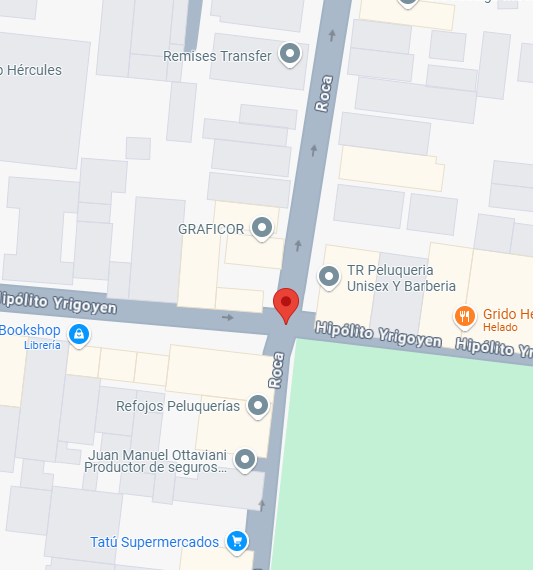 Remises Transfer
Hércules
Roca
GRAFICOR
TR Peluqueria
Unisex Y Barberia
Hipólito Yrigoyen
Grido He
Helado
Bookshop
Librería
Hipólito Yrigoyen
Hipólito Yr
Roca
Refojos Peluquerías
Juan Manuel Ottaviani
Productor de seguros...
Tatú Supermercados